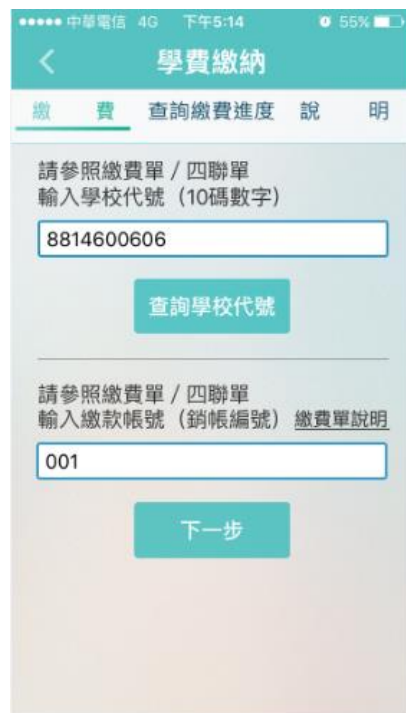 中華電信 4G 下午5:14 55%
學費繳納
繳 費 查詢繳費進度 說 明
請參照繳費單 / 四聯單
輸入學校代號（10碼數字）
8814600606
查詢學校代號
請參照繳費單 / 四聯單
輸入繳款帳號（銷帳編號） 繳費單說明
001
下一步